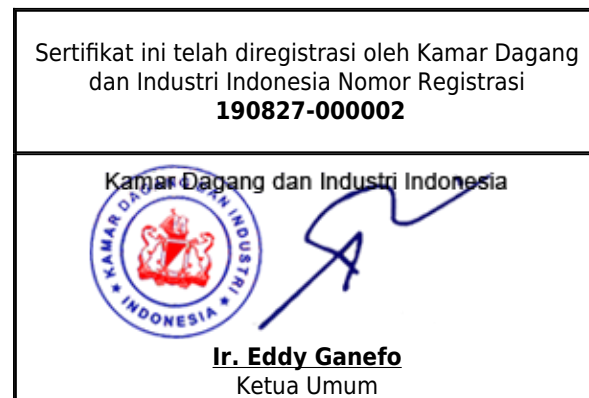 Sertifikat ini telah diregistrasi oleh Kamar Dagang
dan Industri Indonesia Nomor Registrasi
190827-000002
Kamar Dagang dan Industri Indonesia
KAMAR DAGANG DAN INDUSTRI
INDONESIA
Ir. Eddy Ganefo
Ketua Umum